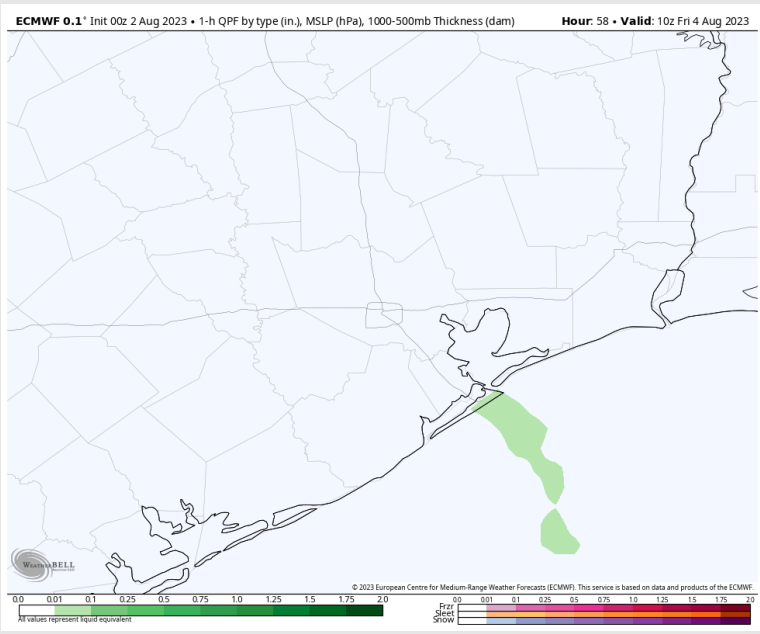 ECMWF 0.1° Init 00z 2 Aug 2023 • 1-h QPF by type (in.), MSLP (hPa), 1000-500mb Thickness (dam) Hour: 58 • Valid: 10z Fri 4 Aug 2023
WEATHERBELL
© 2023 European Centre for Medium-Range Weather Forecasts (ECMWF). This service is based on data and products of the ECMWF.
0.0 0.01 0.1 0.25 0.5 0.75 1.0 1.25 1.5 1.75 2.0
All values represent liquid equivalent
0.0 0.01 0.1 0.25 0.5 0.75 1.0 1.25 1.5 1.75 2.0
Frzr
Sleet
Snow